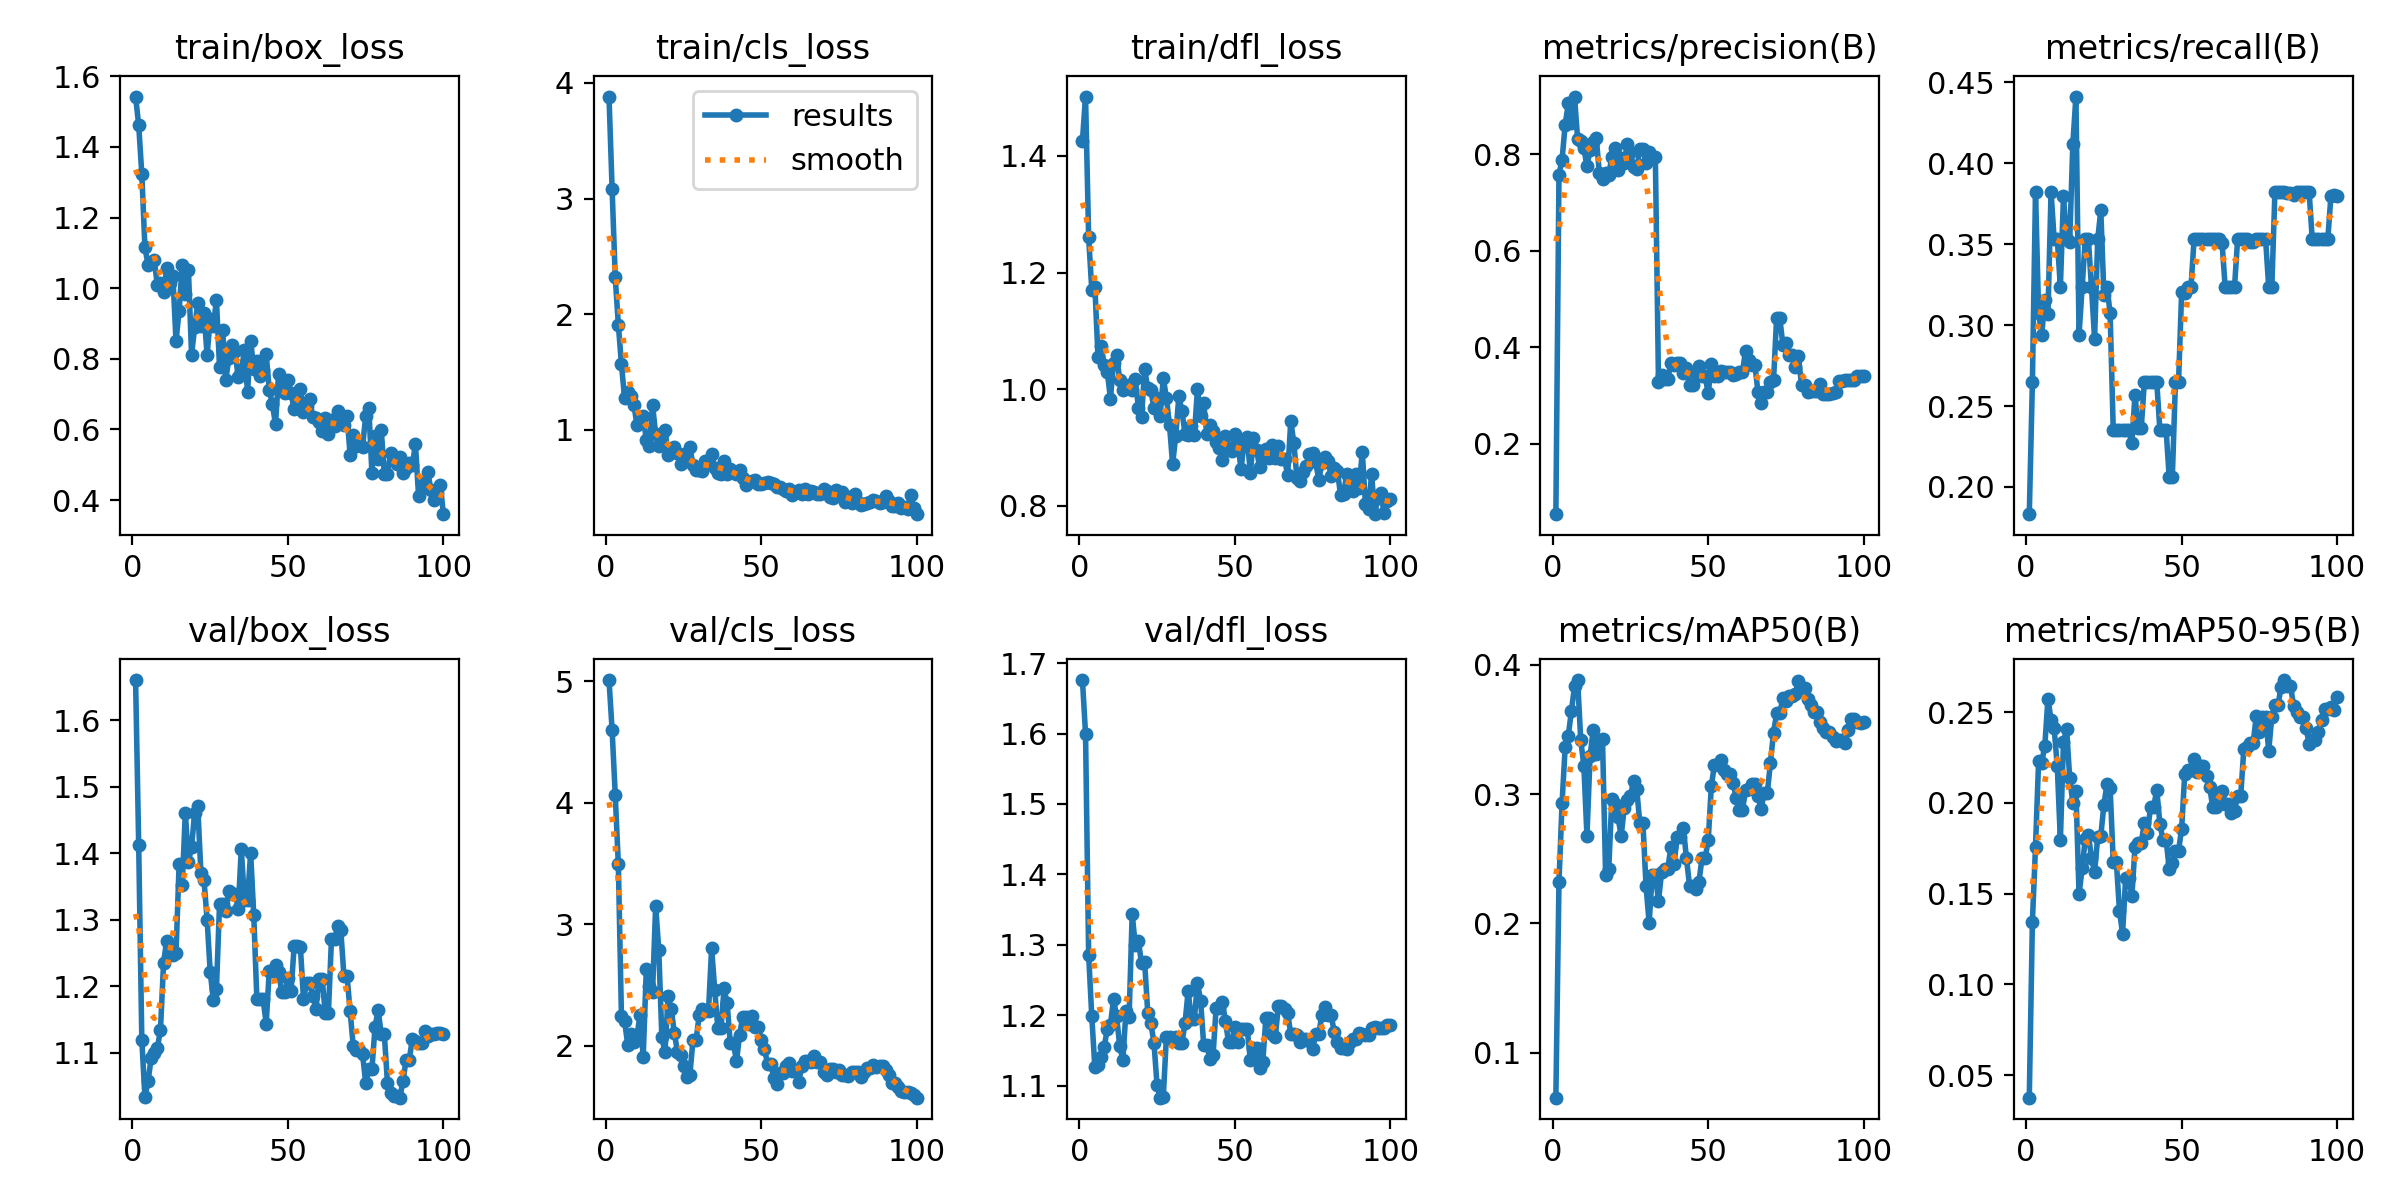 train/box_loss
1.6
1.4
1.2
1.0
0.8
0.6
0.4
0 50 100
train/cls_loss
results
smooth
4
3
2
1
0 50 100
train/dfl_loss
1.4
1.2
1.0
0.8
0 50 100
metrics/precision(B)
0.8
0.6
0.4
0.2
0 50 100
metrics/recall(B)
0.45
0.40
0.35
0.30
0.25
0.20
0 50 100
val/box_loss
1.6
1.5
1.4
1.3
1.2
1.1
0 50 100
val/cls_loss
5
4
3
2
0 50 100
val/dfl_loss
1.7
1.6
1.5
1.4
1.3
1.2
1.1
0 50 100
metrics/mAP50(B)
0.4
0.3
0.2
0.1
0 50 100
metrics/mAP50-95(B)
0.25
0.20
0.15
0.10
0.05
0 50 100